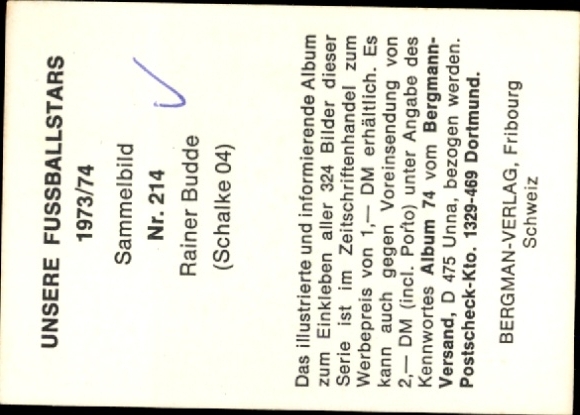 UNSERE FUSSBALLSTARS
1973/74
Sammelbild
Nr. 214
Rainer Budde
(Schalke 04)
Das illustrierte und informierende Album
zum Einkleben aller 324 Bilder dieser
Serie ist im Zeitschriftenhandel zum
Werbepreis von 1,— DM erhältlich. Es
kann auch gegen Voreinsendung von
2,— DM (incl. Porto) unter Angabe des
Kennwortes Album 74 vom Bergmann-
Versand, D 475 Unna, bezogen werden.
Postscheck-Kto. 1329-469 Dortmund.
BERGMAN-VERLAG, Fribourg
Schweiz